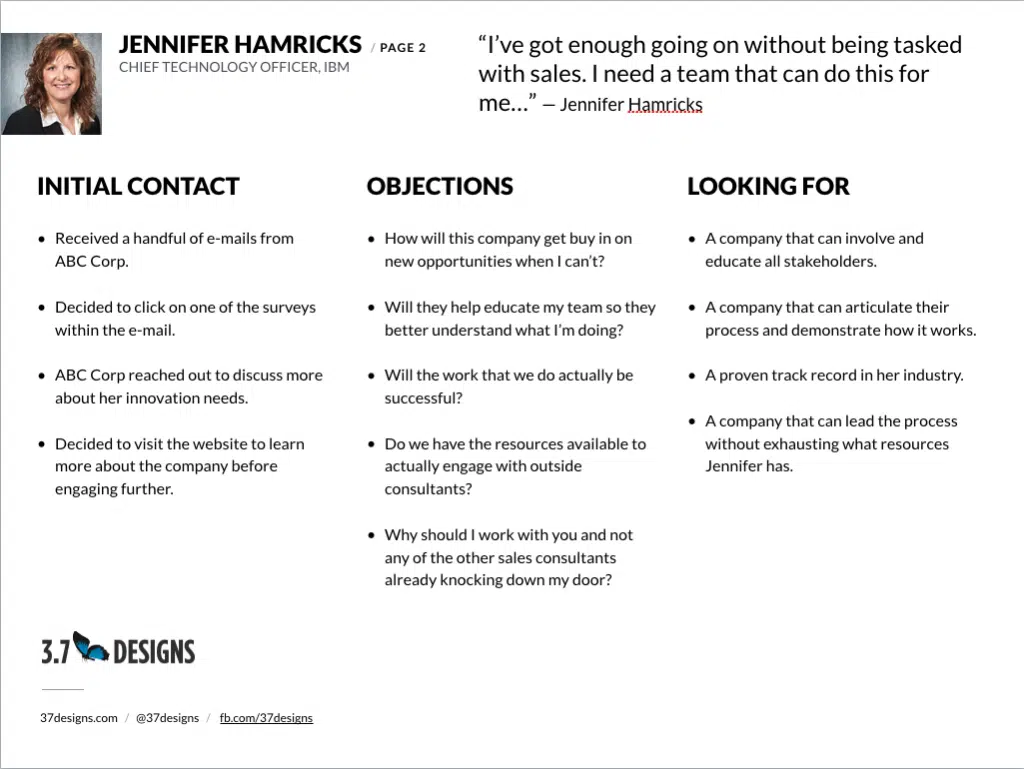 JENNIFER HAMRICKS / PAGE 2
CHIEF TECHNOLOGY OFFICER, IBM
“I’ve got enough going on without being tasked
with sales. I need a team that can do this for
me...” — Jennifer Hamricks
INITIAL CONTACT
• Received a handful of e-mails from
ABC Corp.
• Decided to click on one of the surveys
within the e-mail.
• ABC Corp reached out to discuss more
about her innovation needs.
• Decided to visit the website to learn
more about the company before
engaging further.
OBJECTIONS
• How will this company get buy in on
new opportunities when I can’t?
• Will they help educate my team so they
better understand what I’m doing?
• Will the work that we do actually be
successful?
• Do we have the resources available to
actually engage with outside
consultants?
• Why should I work with you and not
any of the other sales consultants
already knocking down my door?
LOOKING FOR
• A company that can involve and
educate all stakeholders.
• A company that can articulate their
process and demonstrate how it works.
• A proven track record in her industry.
• A company that can lead the process
without exhausting what resources
Jennifer has.
3.7 DESIGNS
37designs.com / @37designs / fb.com/37designs